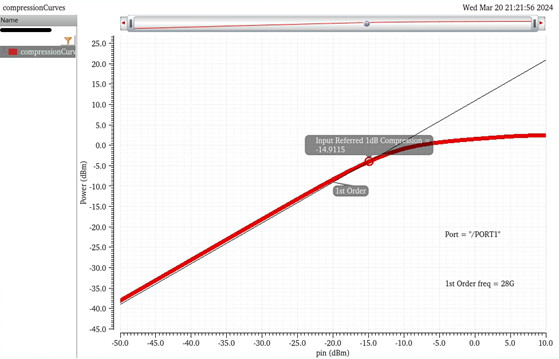 compressionCurves
Wed Mar 20 21:21:56 2024
Name
compressionCurv
25.0
20.0
15.0
10.0
5.0
0.0
-5.0
-10.0
-15.0
-20.0
-25.0
-30.0
-35.0
-40.0
-45.0
Power (dBm)
Input Referred 1dB Compression =
-14.9115
1st Order
Port = "/PORT1"
1st Order freq = 28G
-50.0 -45.0 -40.0 -35.0 -30.0 -25.0 -20.0 -15.0 -10.0 -5.0 0.0 5.0 10.0
pin (dBm)